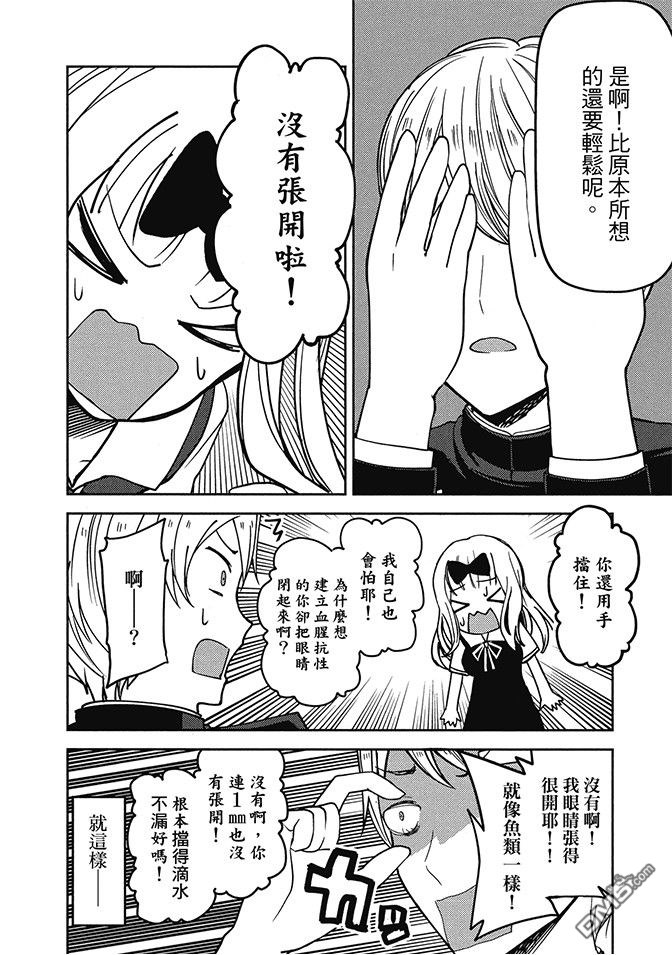 是啊！比原本所想
的還要輕鬆呢。
沒有張開啦！
你還用手
擋住！
我自己也
會怕耶！
為什麼想
建立血腥抗性
的你卻把眼睛
閉起來啊？
啊——？
沒有啊！
我眼睛張得
很開耶！！
就像魚類一樣！
カッ
沒有啊，你
連1mm也沒
有張開！
根本擋得滴水
不漏好嗎！
就這樣——
DM5.com